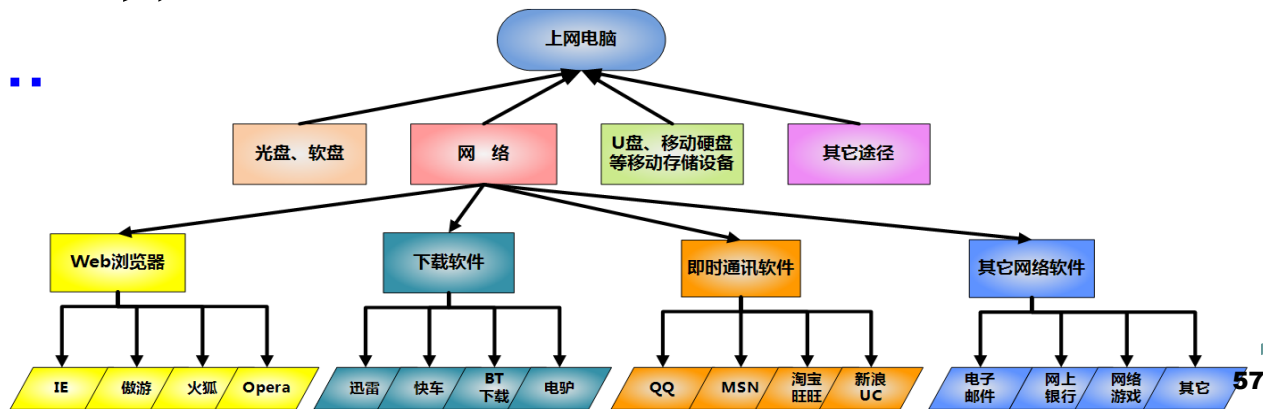 上网电脑
光盘、软盘
网 络
U盘、移动硬盘
等移动存储设备
其它途径
Web浏览器
下载软件
即时通讯软件
其它网络软件
IE
傲游
火狐
Opera
迅雷
快车
BT
下载
电驴
QQ
MSN
淘宝
旺旺
新浪
UC
电子
邮件
网上
银行
网络
游戏
其它
57